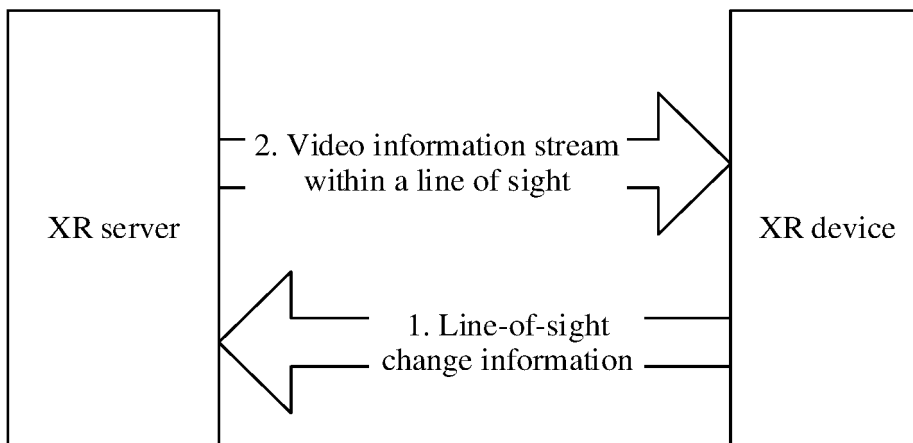 XR server
2. Video information stream
within a line of sight
XR device
1. Line-of-sight
change information